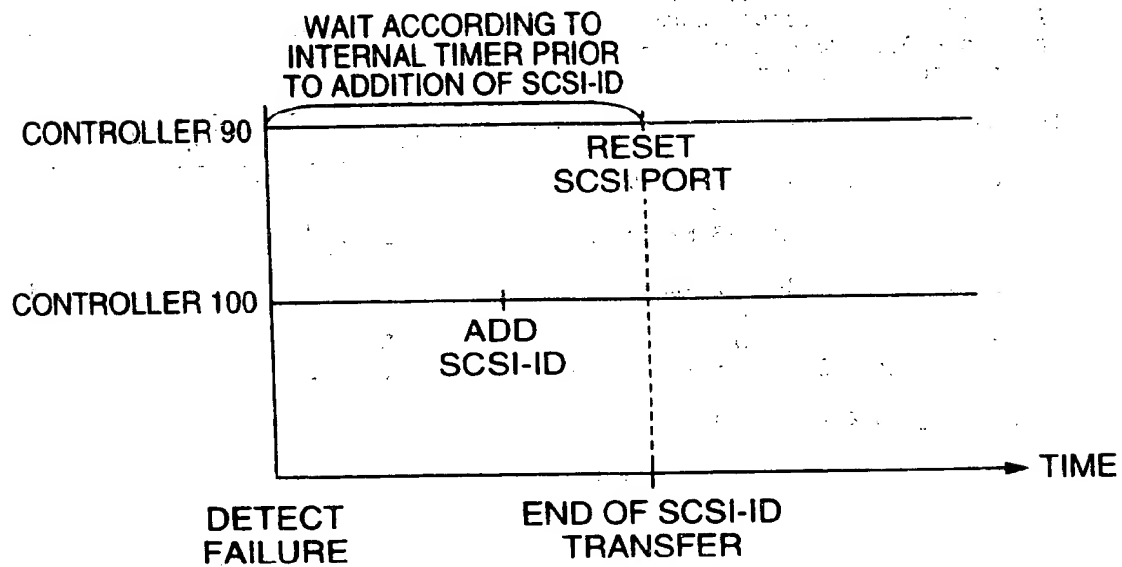 WAIT ACCORDING TO
INTERNAL TIMER PRIOR
TO ADDITION OF SCSI-ID
CONTROLLER 90
RESET
SCSI PORT
CONTROLLER 100
ADD
SCSI-ID
TIME
DETECT
FAILURE
END OF SCSI-ID
TRANSFER